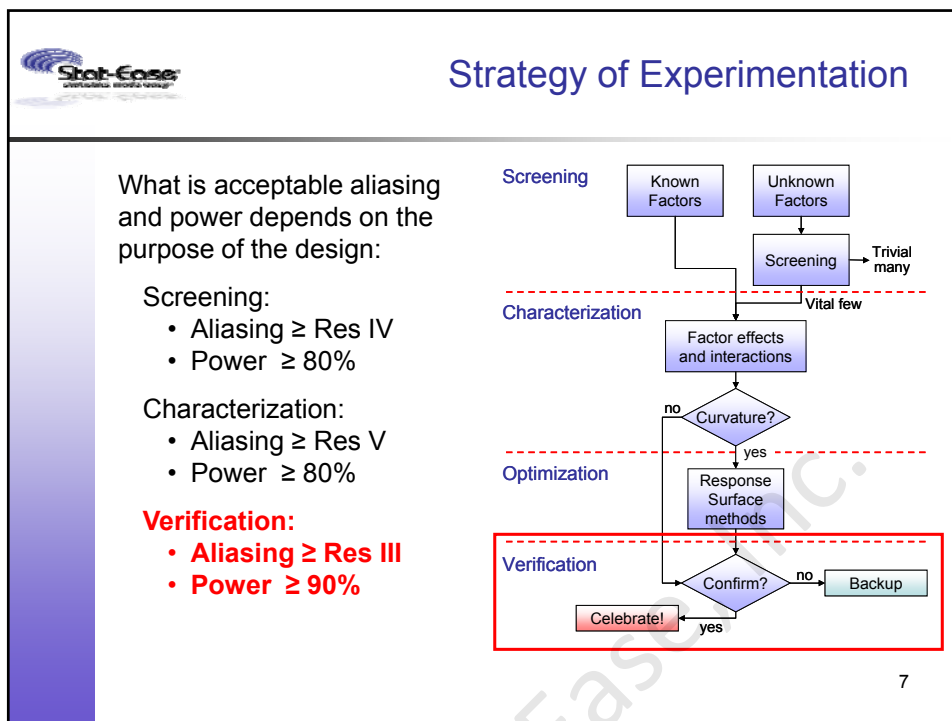 Stat-Ease
Strategy of Experimentation
What is acceptable aliasing
and power depends on the
purpose of the design:
Screening:
• Aliasing ≥ Res IV
• Power ≥ 80%
Characterization:
• Aliasing ≥ Res V
• Power ≥ 80%
Verification:
• Aliasing ≥ Res III
• Power ≥ 90%
Screening
Known
Factors
Unknown
Factors
Screening
Trivial
many
Vital few
Characterization
Factor effects
and interactions
Curvature?
no
yes
Optimization
Response
Surface
methods
Verification
Confirm?
no
Backup
yes
Celebrate!
Ease, Inc.
7